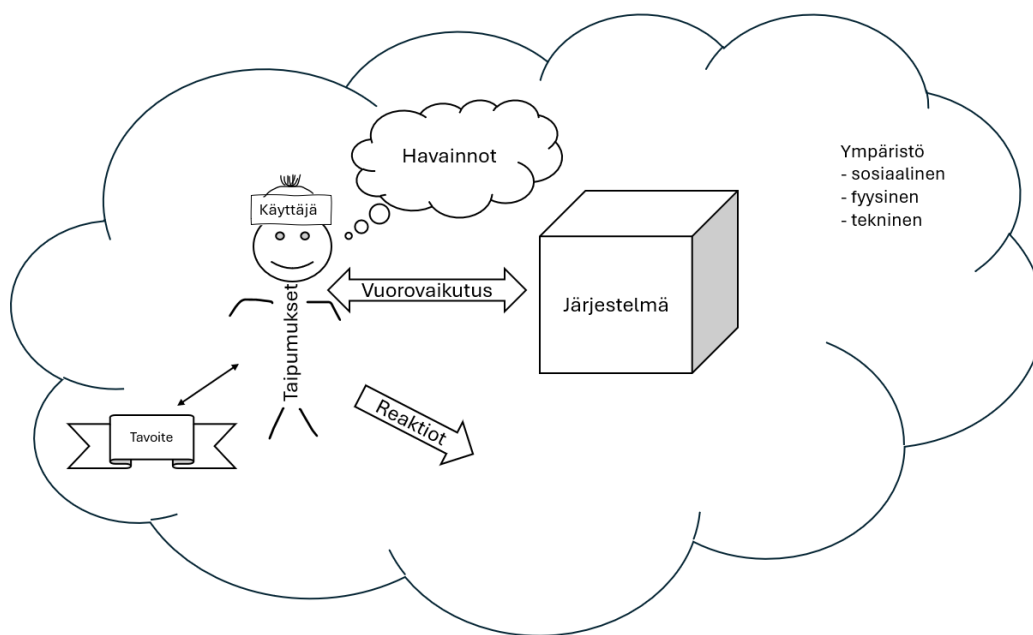 Havainnot
Ympäristö
- sosiaalinen
- fyysinen
- tekninen
Käyttäjä
Vuorovaikutus
Järjestelmä
Taipumukset
Reaktiot
Tavoite